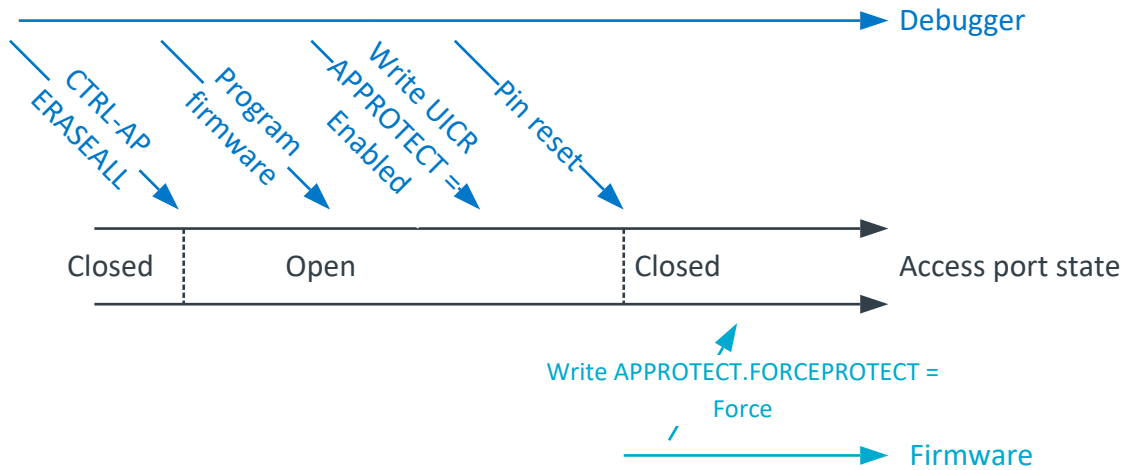 Debugger
CTRL-AP
ERASEALL
Program
firmware
Write UICR
APPROTECT =
Enabled
Pin reset
Closed
Open
Closed
Access port state
Write APPROTECT.FORCEPROTECT =
Force
Firmware